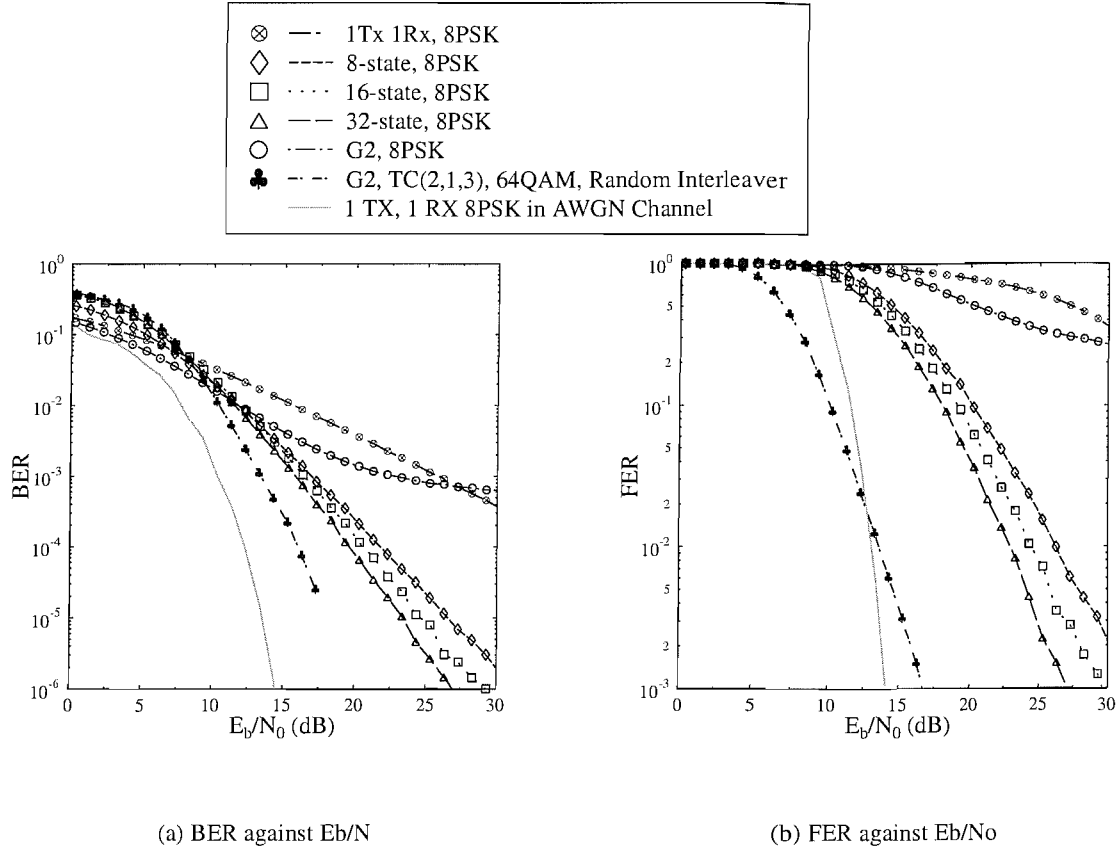 1Tx 1Rx, 8PSK
8-state, 8PSK
16-state, 8PSK
32-state, 8PSK
G2, 8PSK
G2, TC(2,1,3), 64QAM, Random Interleaver
1 TX, 1 RX 8PSK in AWGN Channel
BER
10^0
10^-1
10^-2
10^-3
10^-4
10^-5
10^-6
0 5 10 15 20 25 30
E_b/N_0 (dB)
FER
10^0
5
2
10^-1
5
2
10^-2
5
2
10^-3
0 5 10 15 20 25 30
E_b/N_0 (dB)
(a) BER against Eb/N
(b) FER against Eb/No